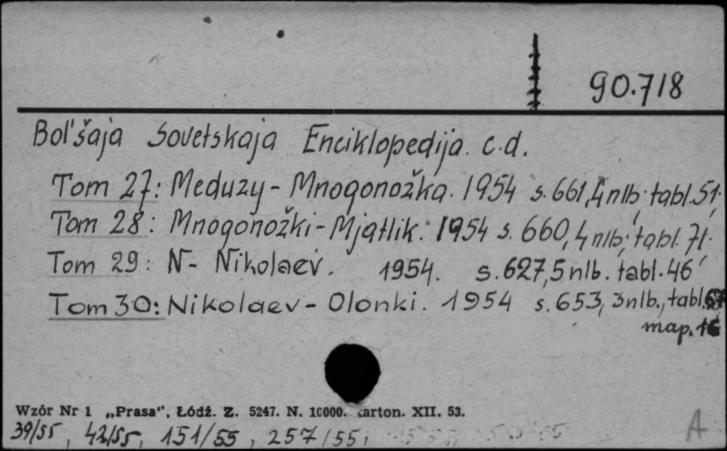 90.718
Bol'šaja Sovetskaja Enciklopedija. c.d.
Tom 27: Meduzy - Mnogonožka. 1954 s. 661, 4 nlb. tabl. 51.
Tom 28: Mnogonožki - Mjatlik. 1954 s. 660, 4 nlb; tabl. 71.
Tom 29: N - Nikolaev. 1954. s. 627, 5 nlb. tabl. 46
Tom 30: Nikolaev - Olonki. 1954 s. 653, 3 nlb., tabl.
map. 16
Wzór Nr 1 „Prasa", Łódź. Z. 5247. N. 10000. karton. XII. 53.
39/55, 42/55, 151/55, 257/55,
A